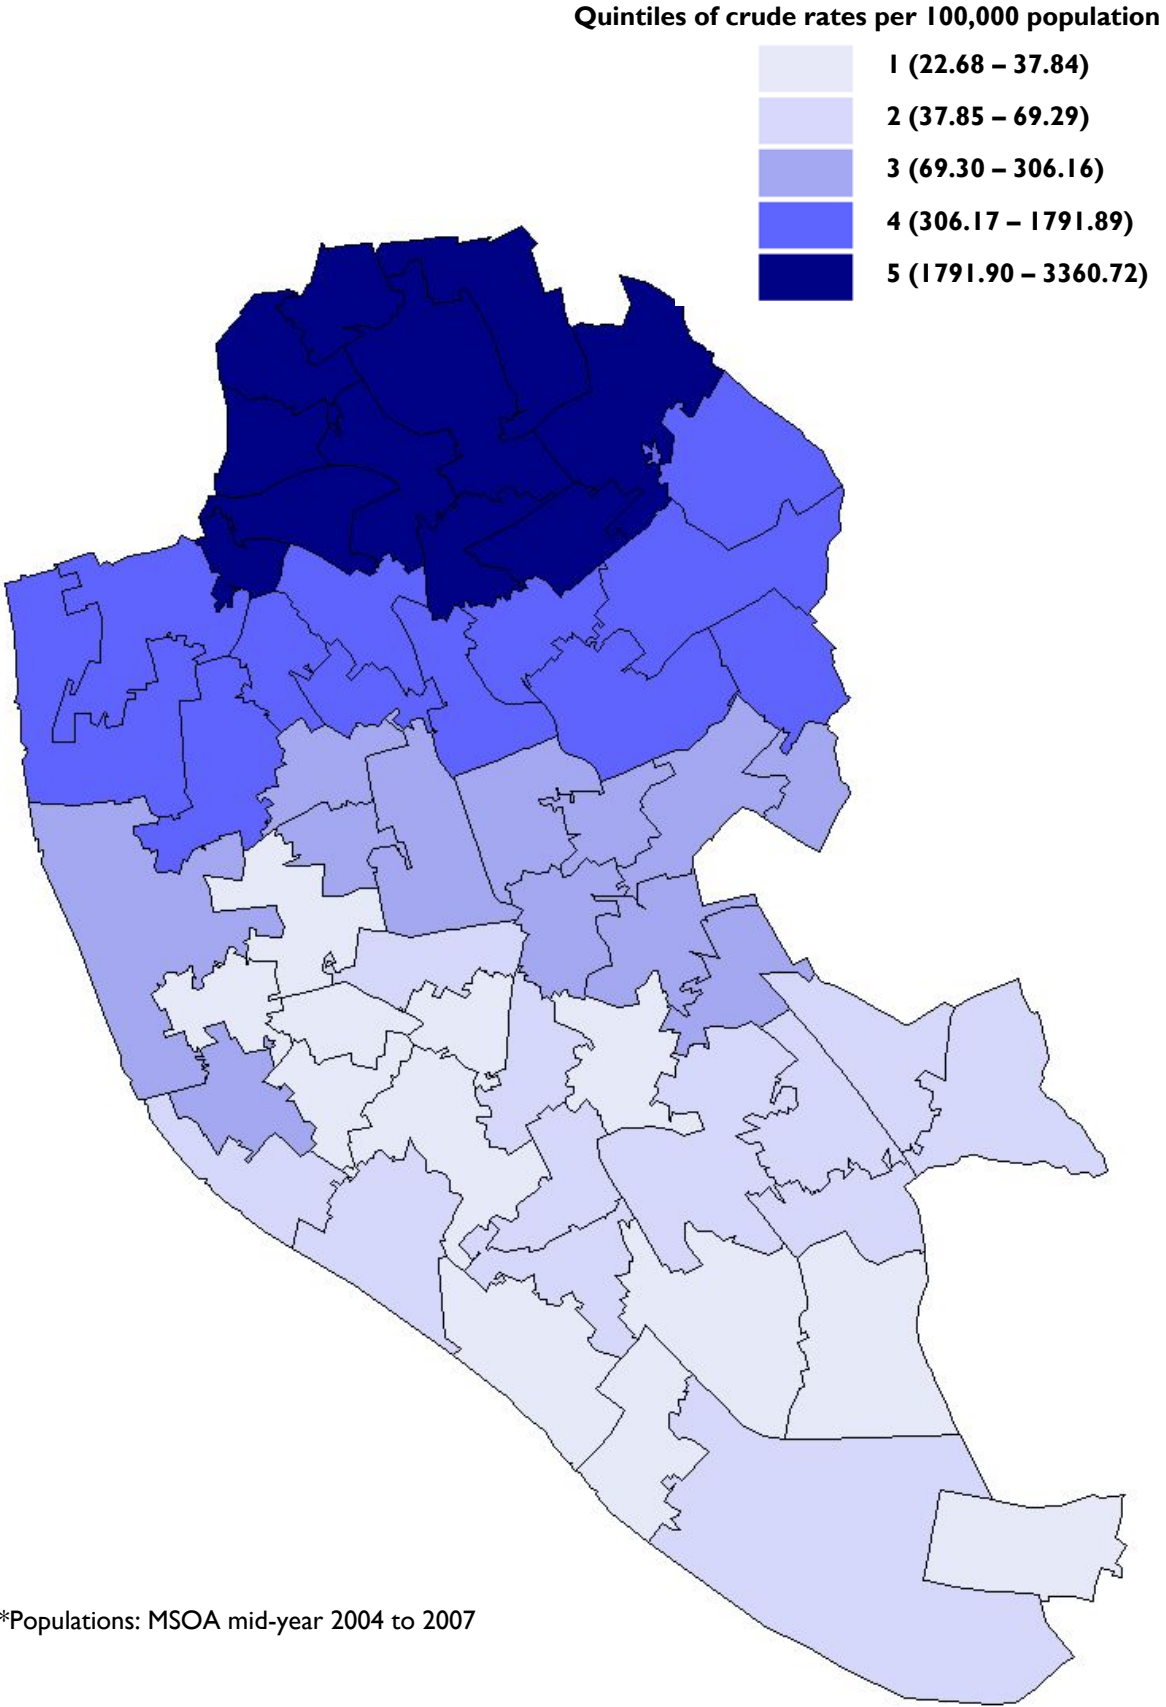 Quintiles of crude rates per 100,000 population
1 (22.68 – 37.84)
2 (37.85 – 69.29)
3 (69.30 – 306.16)
4 (306.17 – 1791.89)
5 (1791.90 – 3360.72)
*Populations: MSOA mid-year 2004 to 2007